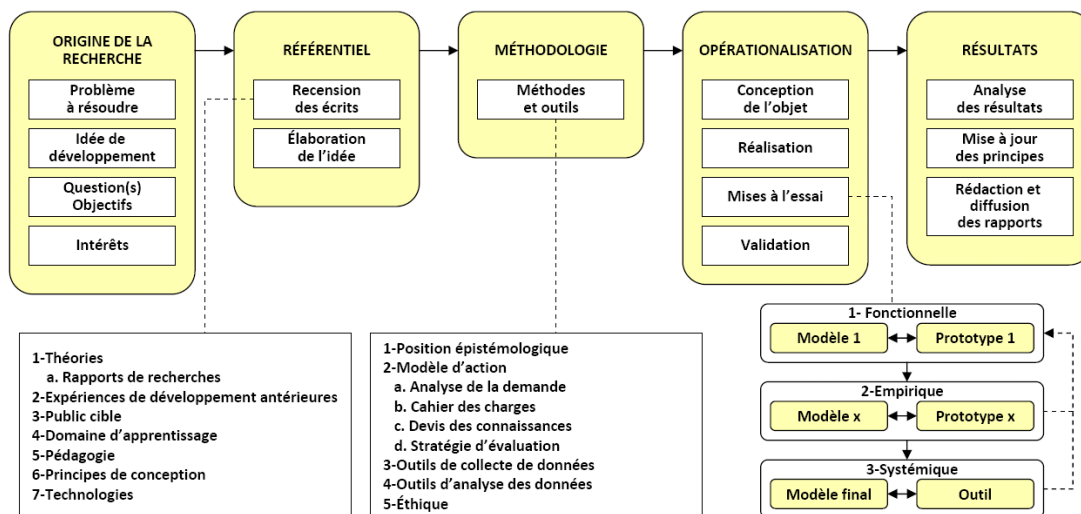 ORIGINE DE LA
RECHERCHE
Problème
à résoudre
Idée de
développement
Question(s)
Objectifs
Intérêts
RÉFÉRENTIEL
Recension
des écrits
Élaboration
de l'idée
MÉTHODOLOGIE
Méthodes
et outils
OPÉRATIONALISATION
Conception
de l'objet
Réalisation
Mises à l'essai
Validation
RÉSULTATS
Analyse
des résultats
Mise à jour
des principes
Rédaction et
diffusion
des rapports
1-Théories
a. Rapports de recherches
2-Expériences de développement antérieures
3-Public cible
4-Domaine d'apprentissage
5-Pédagogie
6-Principes de conception
7-Technologies
1-Position épistémologique
2-Modèle d'action
a. Analyse de la demande
b. Cahier des charges
c. Devis des connaissances
d. Stratégie d'évaluation
3-Outils de collecte de données
4-Outils d'analyse des données
5-Éthique
1- Fonctionnelle
Modèle 1
Prototype 1
2-Empirique
Modèle x
Prototype x
3-Systémique
Modèle final
Outil